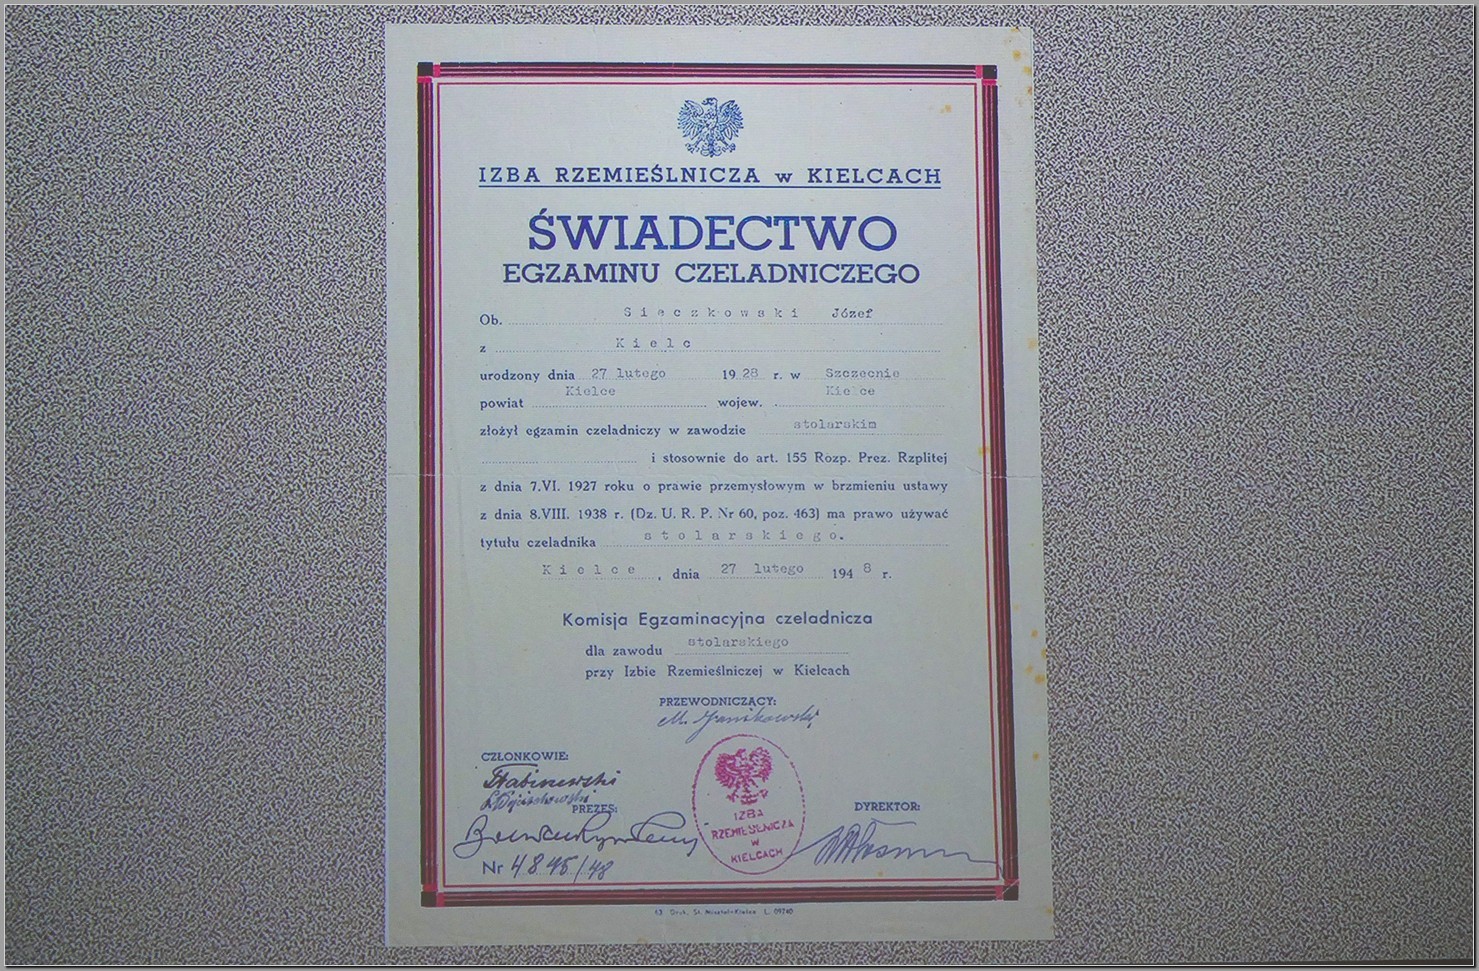 IZBA RZEMIEŚLNICZA w KIELCACH
ŚWIADECTWO
EGZAMINU CZELADNICZEGO
Ob. Sieczkowski Józef
z Kielc
urodzony dnia 27 lutego 1928 r. w Szczecnie
powiat Kielce wojew. Kielce
złożył egzamin czeladniczy w zawodzie stolarskim
i stosownie do art. 155 Rozp. Prez. Rzplitej
z dnia 7.VI. 1927 roku o prawie przemysłowym w brzmieniu ustawy
z dnia 8.VIII. 1938 r. (Dz. U. R. P. Nr 60, poz. 463) ma prawo używać
tytułu czeladnika stolarskiego.
Kielce, dnia 27 lutego 1948 r.
Komisja Egzaminacyjna czeladnicza
dla zawodu stolarskiego
przy Izbie Rzemieślniczej w Kielcach
PRZEWODNICZĄCY:
M. Janikowski
CZŁONKOWIE:
PREZES:
DYREKTOR:
IZBA
RZEMIEŚLNICZA
w
KIELCACH
Nr 4845/48